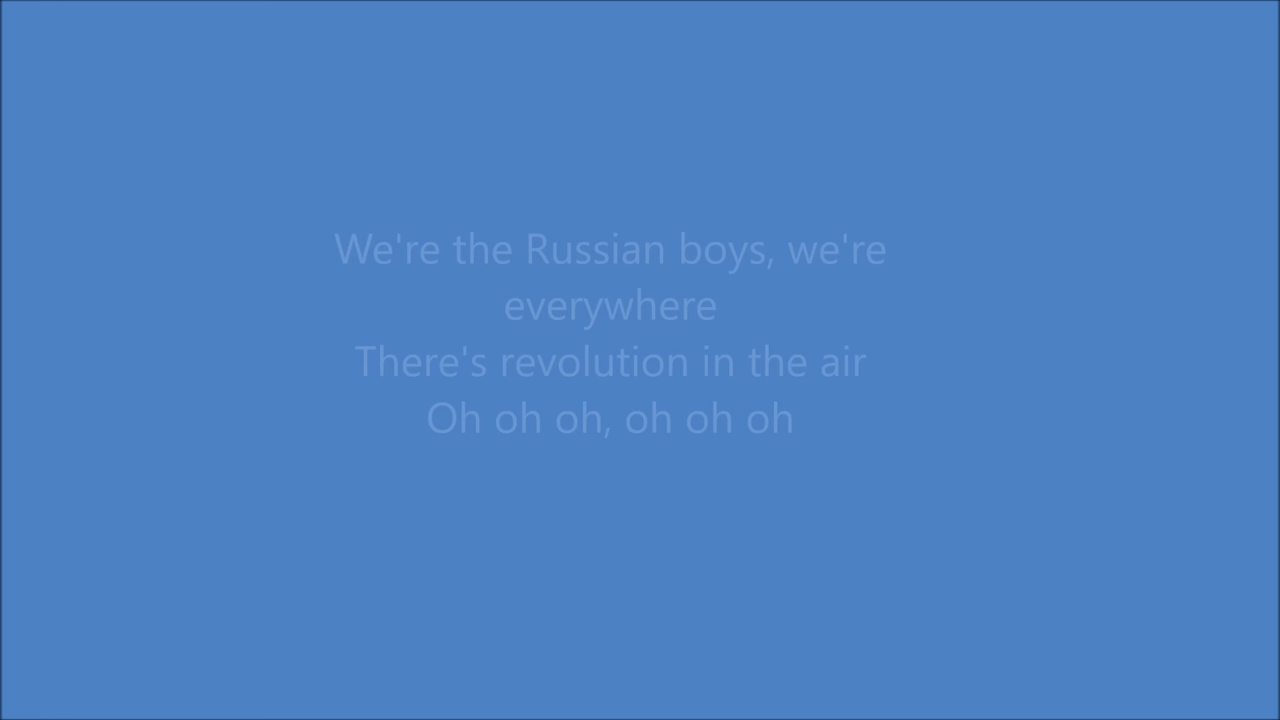 We're the Russian boys, we're
everywhere
There's revolution in the air
Oh oh oh, oh oh oh